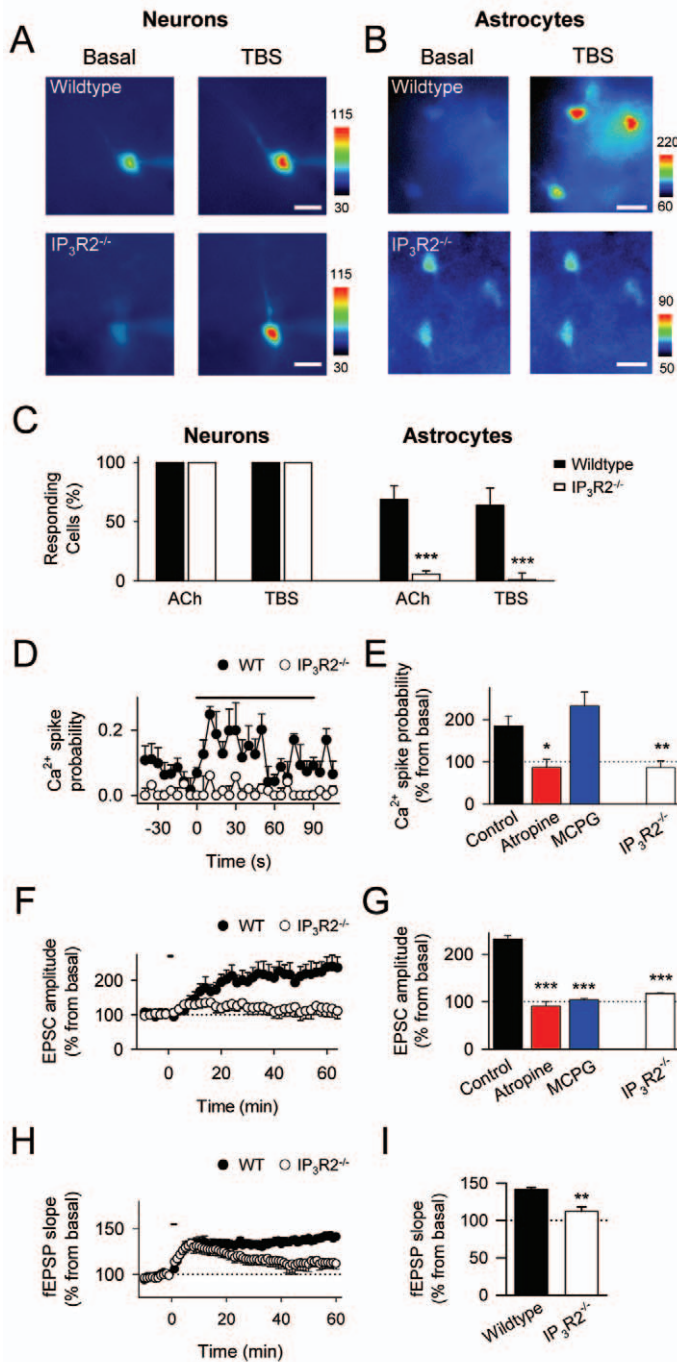 Neurons
Astrocytes
A
Basal
TBS
B
Basal
TBS
Wildtype
115
30
220
60
IP3R2-/-
115
30
IP3R2-/-
90
50
C
Neurons
Astrocytes
Responding
Cells (%)
100
50
0
ACh
TBS
ACh
TBS
***
***
Wildtype
IP3R2-/-
D
WT
IP3R2-/-
Ca2+ spike
probability
0.2
0.0
-30
0
30
60
90
Time (s)
E
Ca2+ spike probability
(% from basal)
200
100
0
*
**
Control
Atropine
MCPG
IP3R2-/-
F
WT
IP3R2-/-
EPSC amplitude
(% from basal)
200
100
0
0
20
40
60
Time (min)
G
EPSC amplitude
(% from basal)
200
100
0
***
***
***
Control
Atropine
MCPG
IP3R2-/-
H
WT
IP3R2-/-
fEPSP slope
(% from basal)
150
100
0
20
40
60
Time (min)
I
fEPSP slope
(% from basal)
150
100
50
0
**
Wildtype
IP3R2-/-